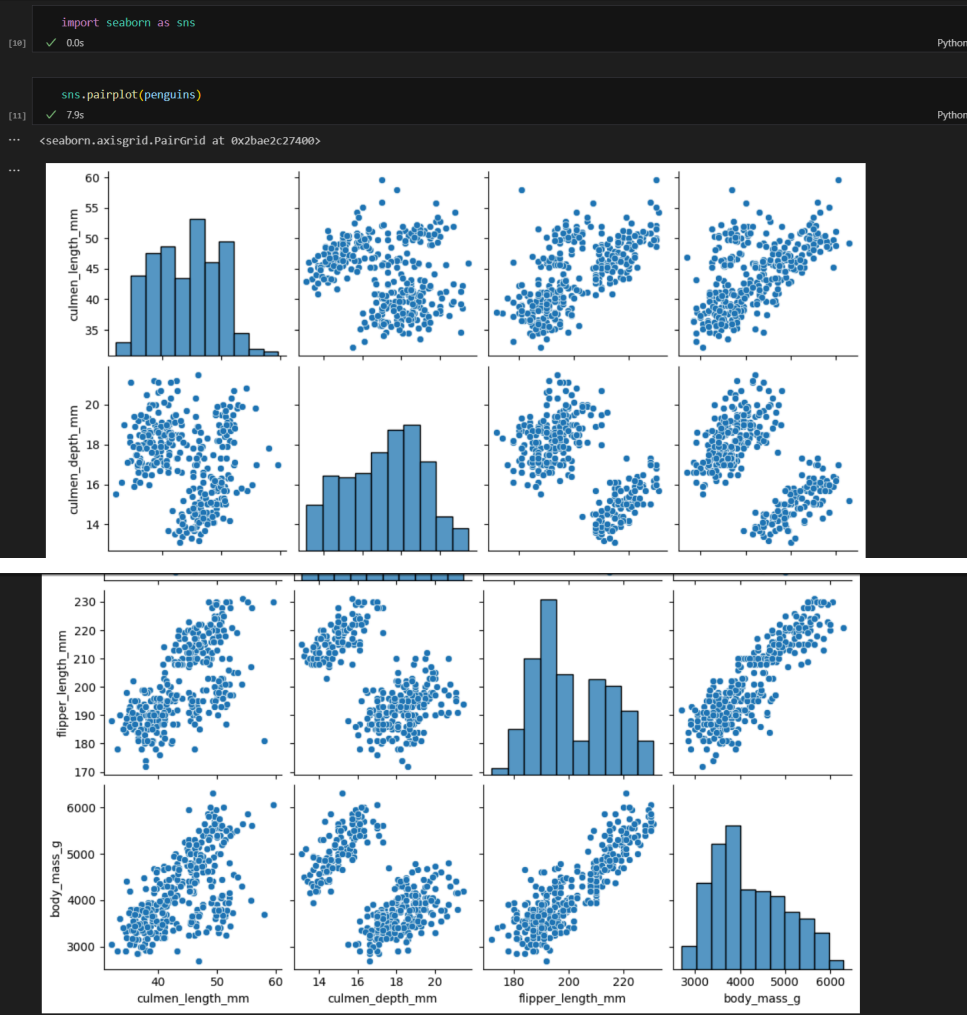 import seaborn as sns
[10]
0.0s
Python
sns.pairplot(penguins)
[11]
7.9s
Python
...
<seaborn.axisgrid.PairGrid at 0x2bae2c27400>
...
60
55
50
45
40
35
culmen_length_mm
20
18
16
14
culmen_depth_mm
230
220
210
200
190
180
170
flipper_length_mm
6000
5000
4000
3000
body_mass_g
40 50 60
culmen_length_mm
14 16 18 20
culmen_depth_mm
180 200 220
flipper_length_mm
3000 4000 5000 6000
body_mass_g